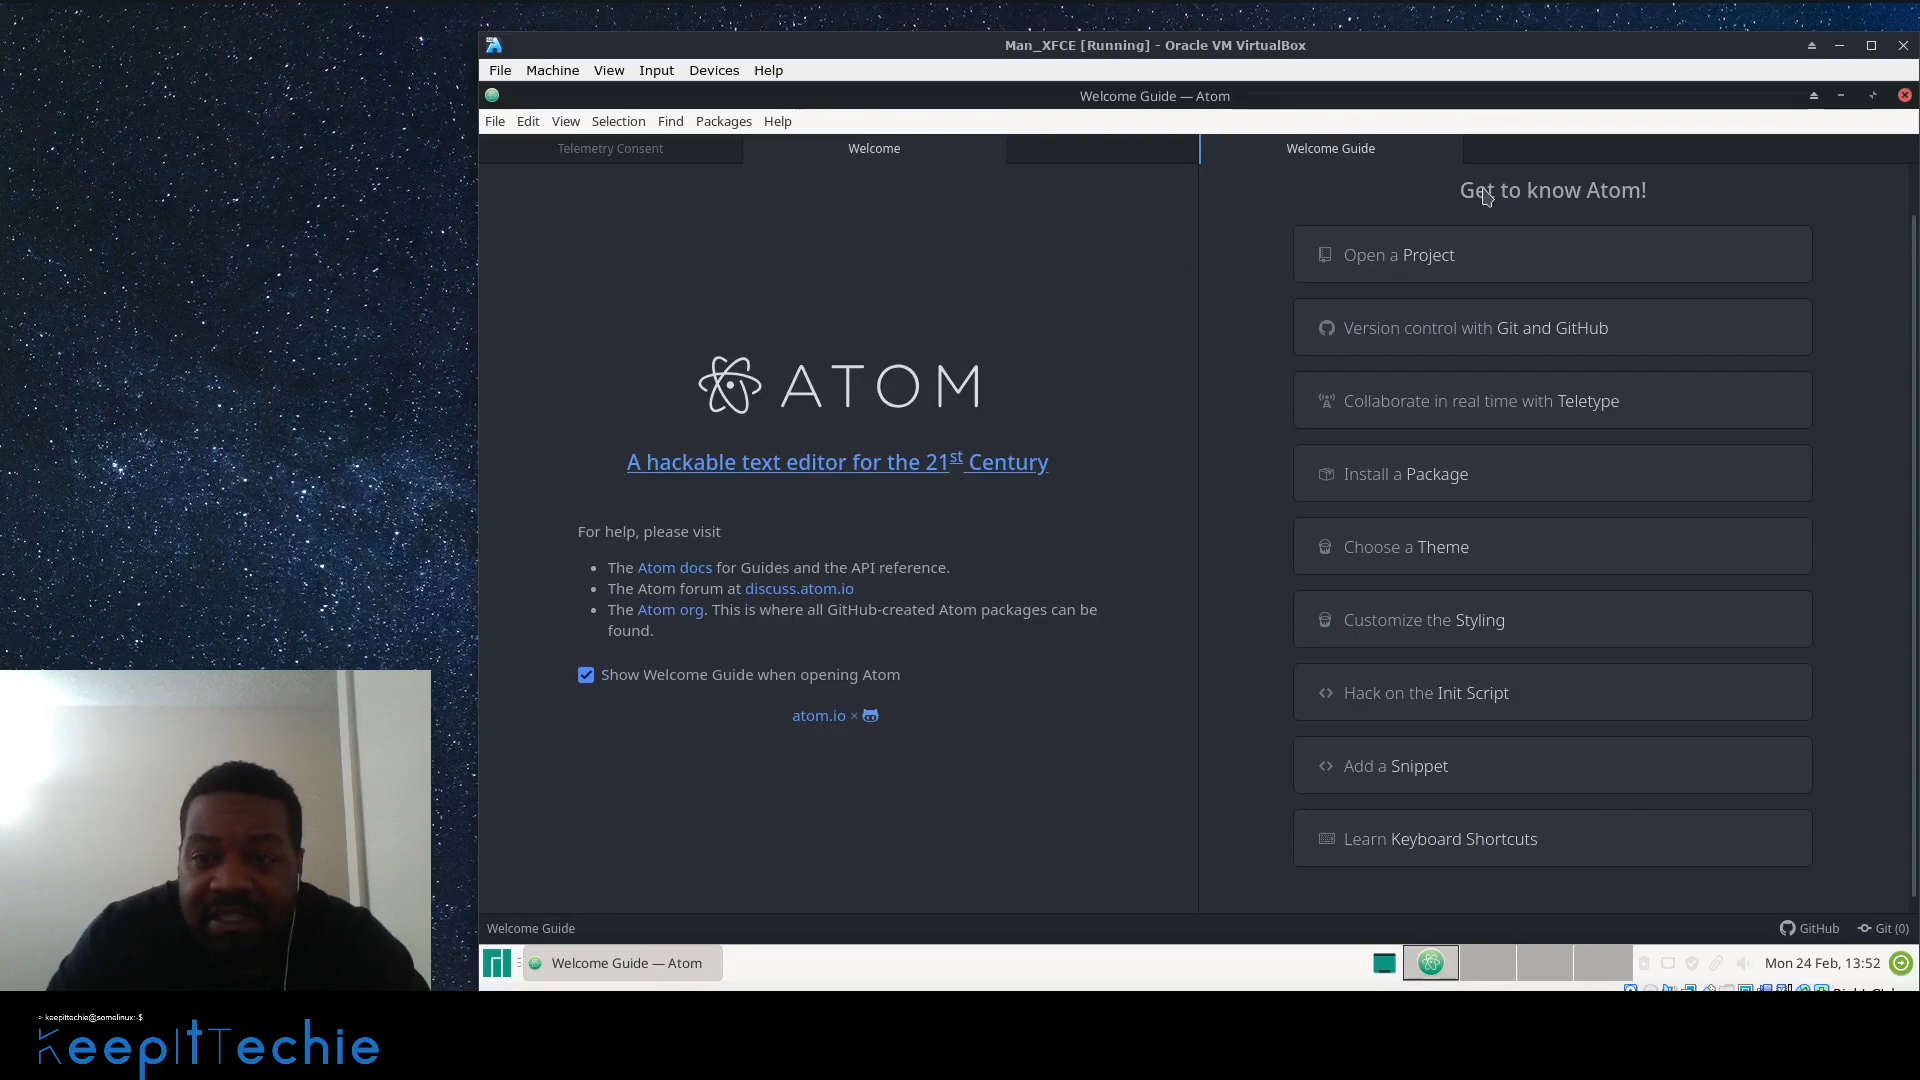 Man_XFCE [Running] - Oracle VM VirtualBox
File Machine View Input Devices Help
Welcome Guide — Atom
File Edit View Selection Find Packages Help
Telemetry Consent
Welcome
Welcome Guide
ATOM
A hackable text editor for the 21st Century
For help, please visit
• The Atom docs for Guides and the API reference.
• The Atom forum at discuss.atom.io
• The Atom org. This is where all GitHub-created Atom packages can be
found.
Show Welcome Guide when opening Atom
atom.io ×
Get to know Atom!
Open a Project
Version control with Git and GitHub
Collaborate in real time with Teletype
Install a Package
Choose a Theme
Customize the Styling
Hack on the Init Script
Add a Snippet
Learn Keyboard Shortcuts
Welcome Guide
GitHub
Git (0)
Welcome Guide — Atom
Mon 24 Feb, 13:52
> keepittechie@somelinux:~$
KeepItTechie